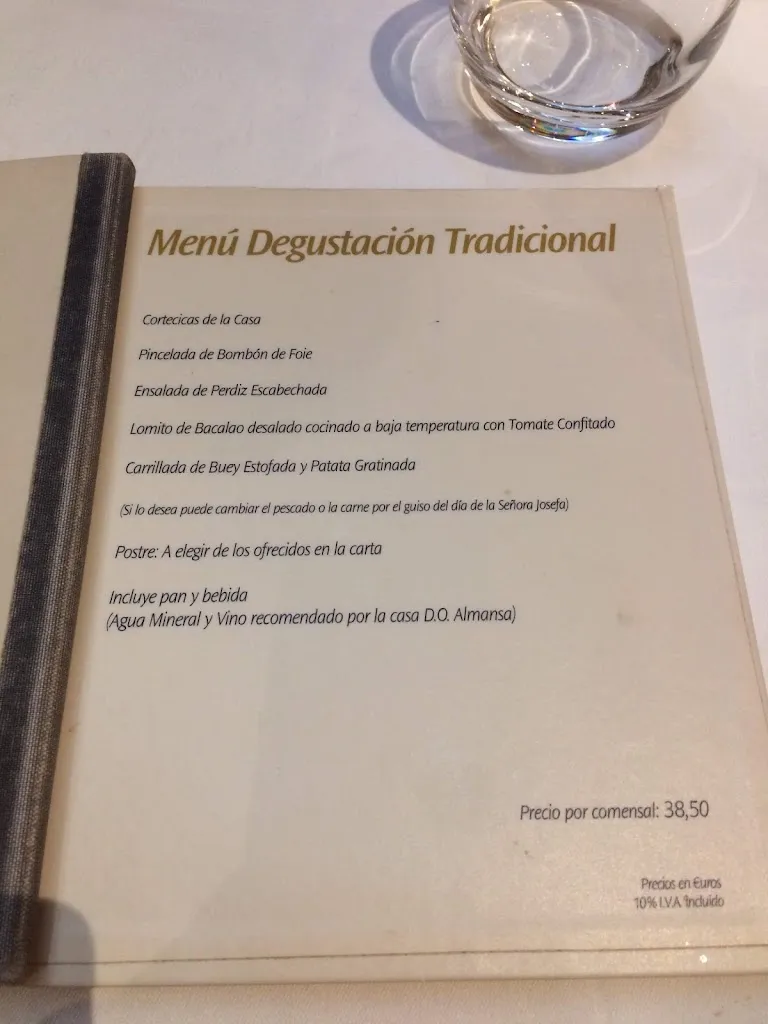 Menú Degustación Tradicional
Cortecicas de la Casa
Pincelada de Bombón de Foie
Ensalada de Perdiz Escabechada
Lomito de Bacalao desalado cocinado a baja temperatura con Tomate Confitado
Carrillada de Buey Estofada y Patata Gratinada
(Si lo desea puede cambiar el pescado o la carne por el guiso del día de la Señora Josefa)
Postre: A elegir de los ofrecidos en la carta
Incluye pan y bebida
(Agua Mineral y Vino recomendado por la casa D.O. Almansa)
Precio por comensal: 38,50
Precios en €uros
10% I.V.A Incluido